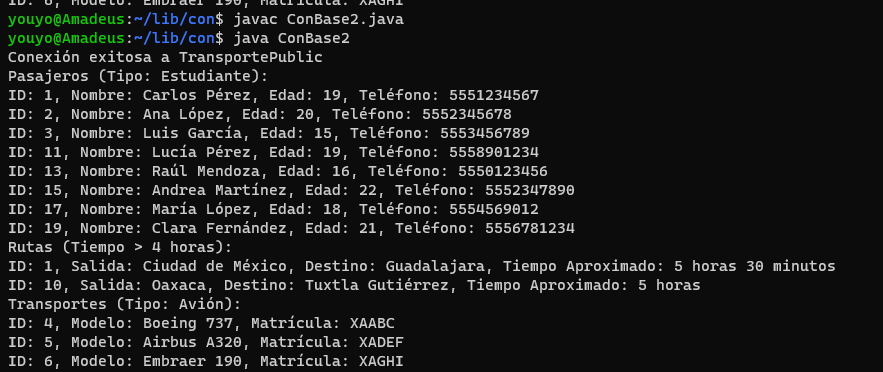 ID: 6, Modelo: Embraer 190, Matrícula: XAGHI
youyo@Amadeus:~/lib/con$ javac ConBase2.java
youyo@Amadeus:~/lib/con$ java ConBase2
Conexión exitosa a TransportePublic
Pasajeros (Tipo: Estudiante):
ID: 1, Nombre: Carlos Pérez, Edad: 19, Teléfono: 5551234567
ID: 2, Nombre: Ana López, Edad: 20, Teléfono: 5552345678
ID: 3, Nombre: Luis García, Edad: 15, Teléfono: 5553456789
ID: 11, Nombre: Lucía Pérez, Edad: 19, Teléfono: 5558901234
ID: 13, Nombre: Raúl Mendoza, Edad: 16, Teléfono: 5550123456
ID: 15, Nombre: Andrea Martínez, Edad: 22, Teléfono: 5552347890
ID: 17, Nombre: María López, Edad: 18, Teléfono: 5554569012
ID: 19, Nombre: Clara Fernández, Edad: 21, Teléfono: 5556781234
Rutas (Tiempo > 4 horas):
ID: 1, Salida: Ciudad de México, Destino: Guadalajara, Tiempo Aproximado: 5 horas 30 minutos
ID: 10, Salida: Oaxaca, Destino: Tuxtla Gutiérrez, Tiempo Aproximado: 5 horas
Transportes (Tipo: Avión):
ID: 4, Modelo: Boeing 737, Matrícula: XAABC
ID: 5, Modelo: Airbus A320, Matrícula: XADEF
ID: 6, Modelo: Embraer 190, Matrícula: XAGHI